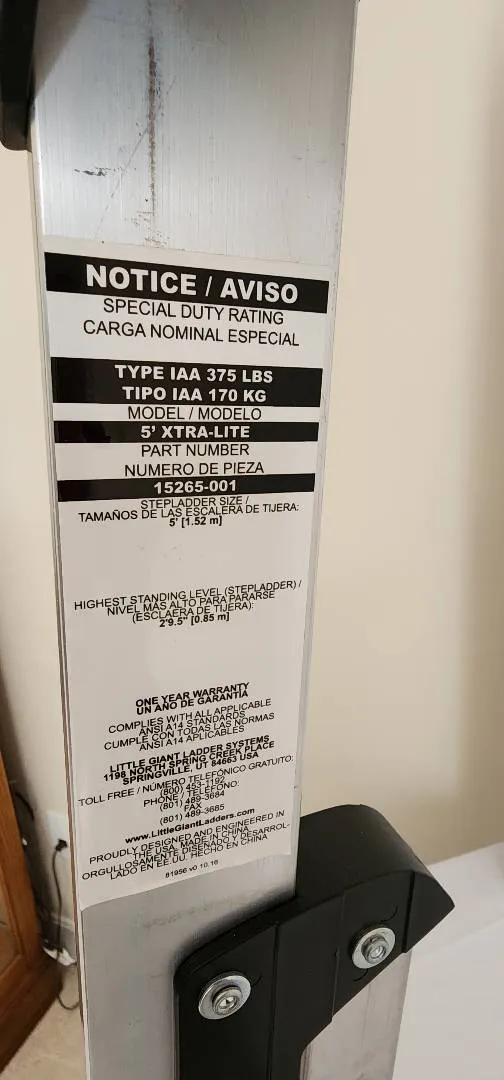 NOTICE / AVISO
SPECIAL DUTY RATING
CARGA NOMINAL ESPECIAL
TYPE IAA 375 LBS
TIPO IAA 170 KG
MODEL / MODELO
5' XTRA-LITE
PART NUMBER
NUMERO DE PIEZA
15265-001
STEPLADDER SIZE /
TAMAÑOS DE LAS ESCALERA DE TIJERA:
5' [1.52 m]
HIGHEST STANDING LEVEL (STEPLADDER) /
NIVEL MÁS ALTO PARA PARARSE
(ESCLAERA DE TIJERA):
2'9.5" [0.85 m]
ONE YEAR WARRANTY
UN AÑO DE GARANTÍA
COMPLIES WITH ALL APPLICABLE
ANSI A14 STANDARDS
CUMPLE CON TODAS LAS NORMAS
ANSI A14 APLICABLES
LITTLE GIANT LADDER SYSTEMS
1198 NORTH SPRING CREEK PLACE
SPRINGVILLE, UT 84663 USA
TOLL FREE / NÚMERO TELEFÓNICO GRATUITO:
(800) 453-1192
PHONE / TELÉFONO:
(801) 489-3684
FAX
(801) 489-3685
www.LittleGiantLadders.com
PROUDLY DESIGNED AND ENGINEERED IN
THE USA. MADE IN CHINA.
ORGULLOSAMENTE DISEÑADO Y DESARROL-
LADO EN EE.UU. HECHO EN CHINA
81956 v0 10.16